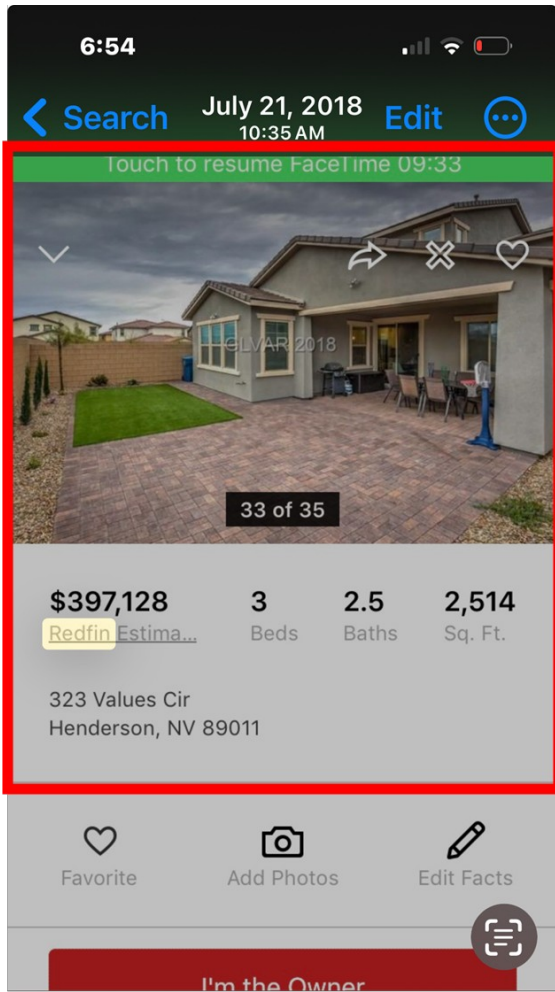 6:54
Search
July 21, 2018
10:35 AM
Edit
Touch to resume FaceTime 09:33
GLVAR 2018
33 of 35
$397,128 3 2.5 2,514
Redfin Estima... Beds Baths Sq. Ft.
323 Values Cir
Henderson, NV 89011
Favorite Add Photos Edit Facts
I'm the Owner